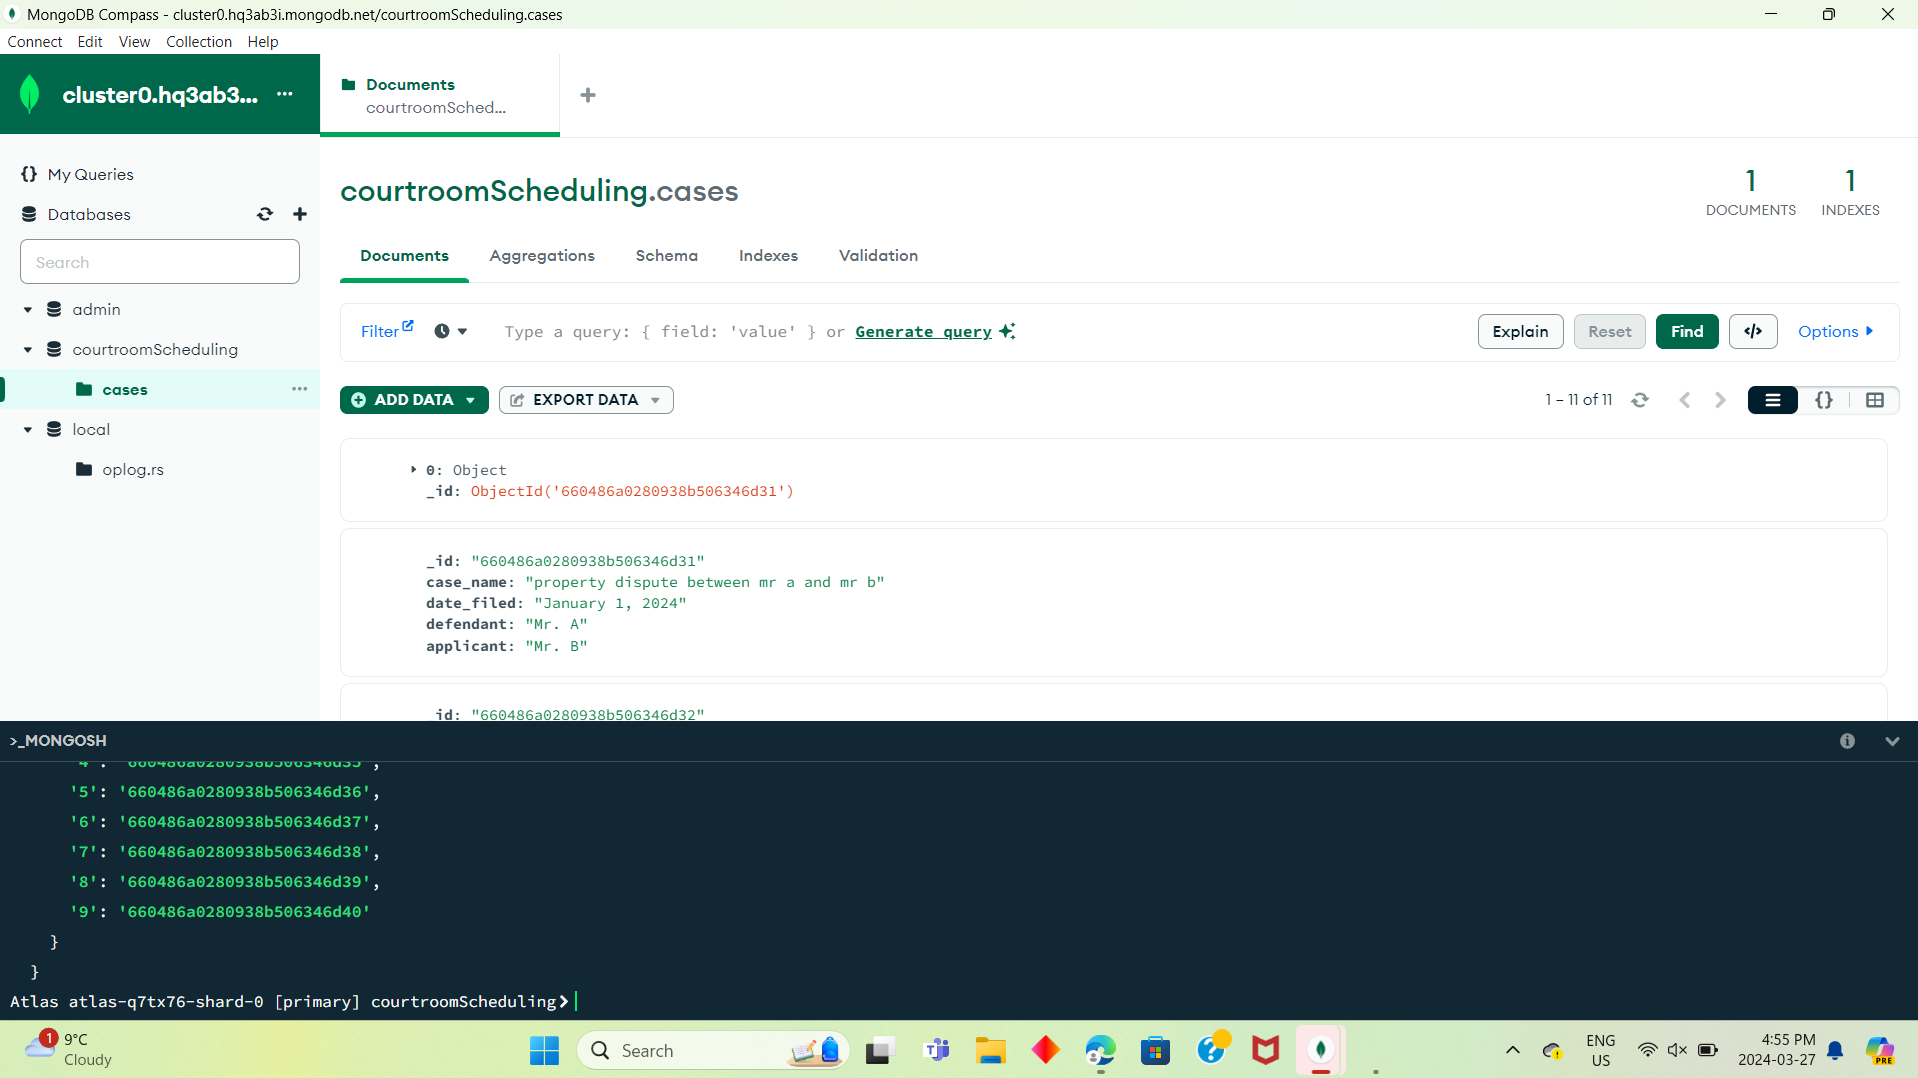 MongoDB Compass - cluster0.hq3ab3i.mongodb.net/courtroomScheduling.cases
Connect Edit View Collection Help
cluster0.hq3ab3... ...
Documents
courtroomSched...
{} My Queries
Databases
Search
admin
courtroomScheduling
cases
local
oplog.rs
courtroomScheduling.cases
1
DOCUMENTS
1
INDEXES
Documents Aggregations Schema Indexes Validation
Filter Type a query: { field: 'value' } or Generate query Explain Reset Find </> Options
ADD DATA EXPORT DATA 1 – 11 of 11 {}
0: Object
_id: ObjectId('660486a0280938b506346d31')
_id: "660486a0280938b506346d31"
case_name: "property dispute between mr a and mr b"
date_filed: "January 1, 2024"
defendant: "Mr. A"
applicant: "Mr. B"
_id: "660486a0280938b506346d32"
>_MONGOSH
'4': '660486a0280938b506346d35',
'5': '660486a0280938b506346d36',
'6': '660486a0280938b506346d37',
'7': '660486a0280938b506346d38',
'8': '660486a0280938b506346d39',
'9': '660486a0280938b506346d40'
}
}
Atlas atlas-q7tx76-shard-0 [primary] courtroomScheduling>
1
9°C
Cloudy
Search
ENG
US
4:55 PM
2024-03-27
PRE